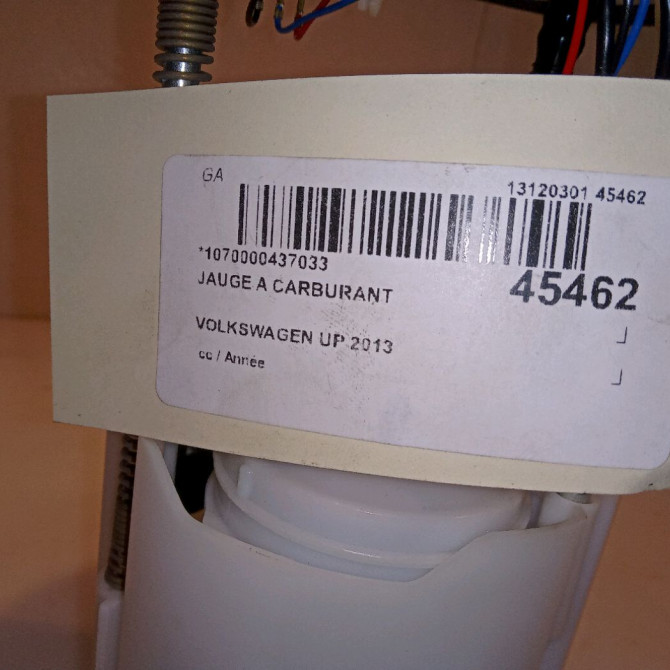 GA
13120301 45462
*1070000437033
45462
JAUGE A CARBURANT
VOLKSWAGEN UP 2013
cc / Année